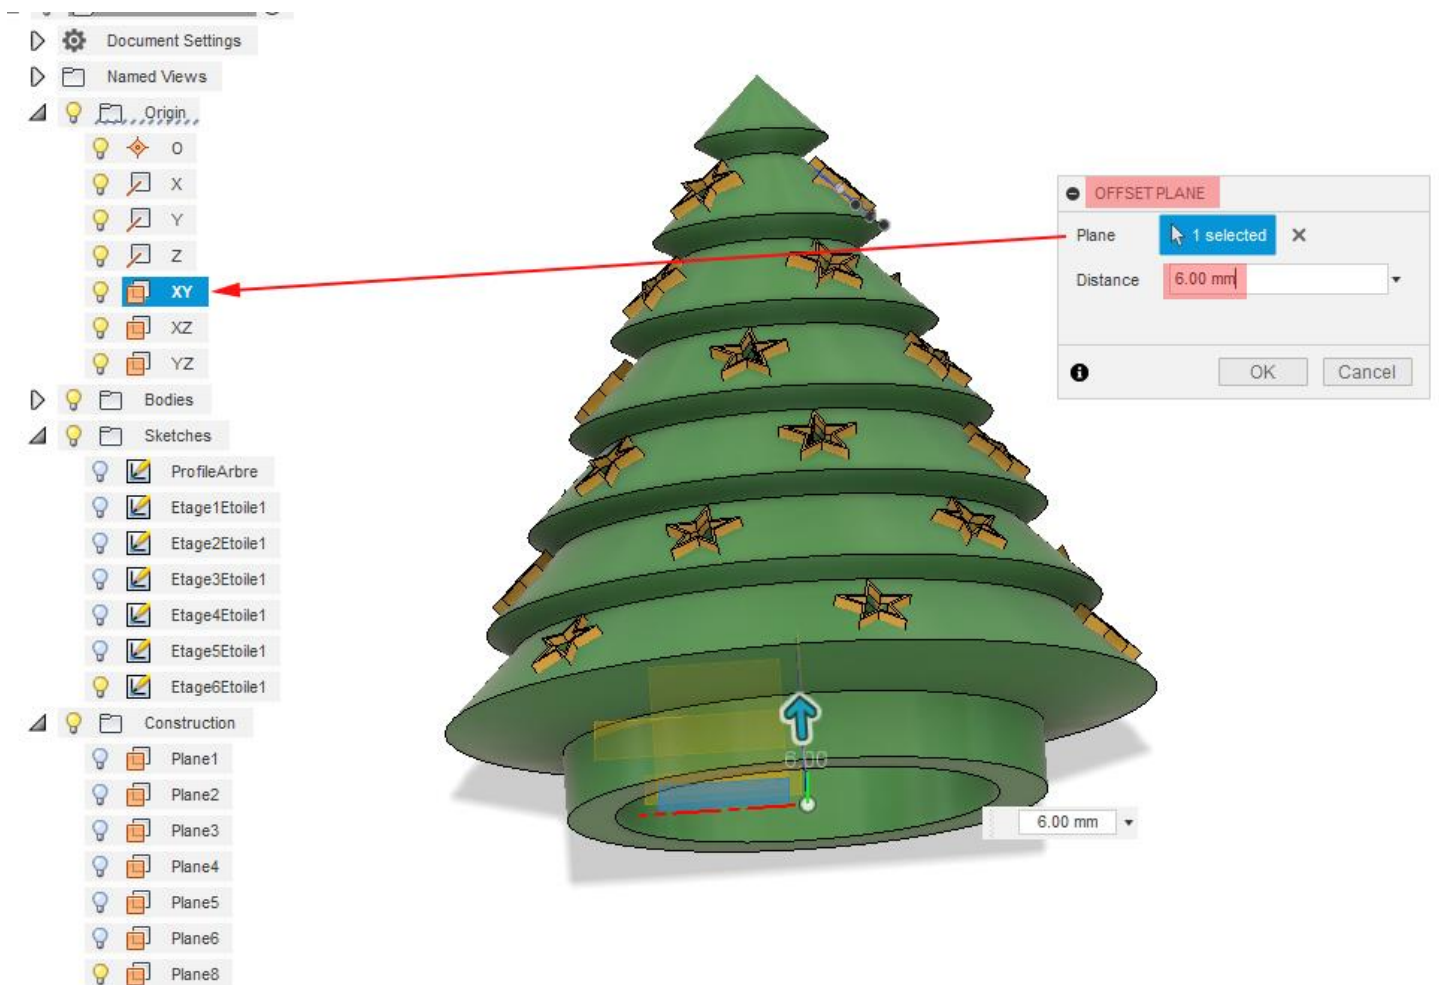 Document Settings
Named Views
Origin
O
X
Y
Z
XY
XZ
YZ
Bodies
Sketches
ProfileArbre
Etage1Etoile1
Etage2Etoile1
Etage3Etoile1
Etage4Etoile1
Etage5Etoile1
Etage6Etoile1
Construction
Plane1
Plane2
Plane3
Plane4
Plane5
Plane6
Plane8
OFFSET PLANE
Plane 1 selected
Distance 6.00 mm
OK Cancel
6.00
6.00 mm